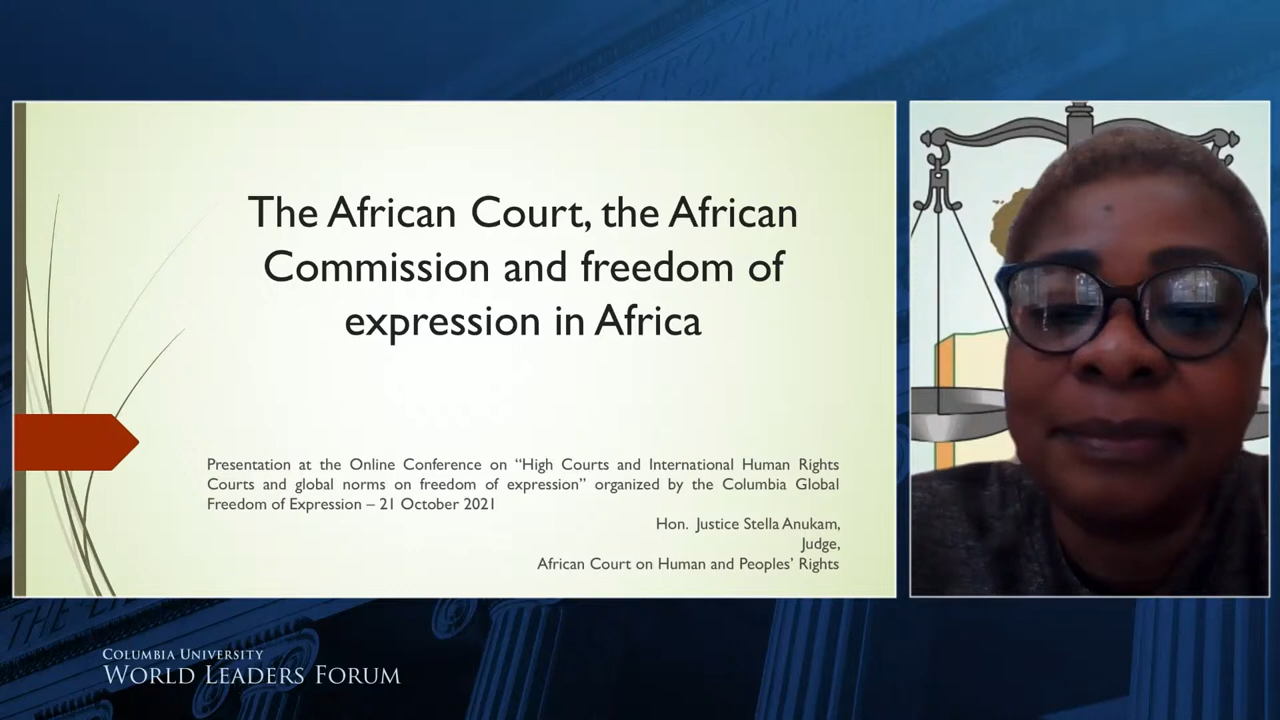 The African Court, the African
Commission and freedom of
expression in Africa
Presentation at the Online Conference on “High Courts and International Human Rights
Courts and global norms on freedom of expression” organized by the Columbia Global
Freedom of Expression – 21 October 2021
Hon. Justice Stella Anukam,
Judge,
African Court on Human and Peoples’ Rights
COLUMBIA UNIVERSITY
WORLD LEADERS FORUM